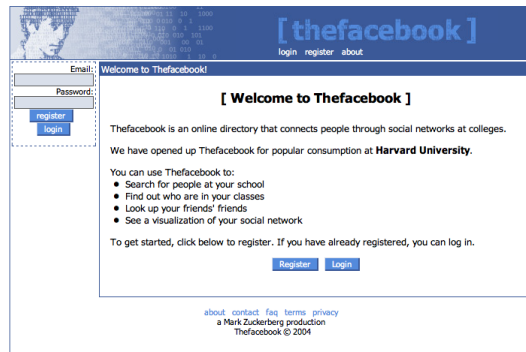 [ thefacebook ]
login register about
Email:
Password:
register
login
Welcome to Thefacebook!
[ Welcome to Thefacebook ]
Thefacebook is an online directory that connects people through social networks at colleges.
We have opened up Thefacebook for popular consumption at Harvard University.
You can use Thefacebook to:
• Search for people at your school
• Find out who are in your classes
• Look up your friends' friends
• See a visualization of your social network
To get started, click below to register. If you have already registered, you can log in.
Register Login
about contact faq terms privacy
a Mark Zuckerberg production
Thefacebook © 2004